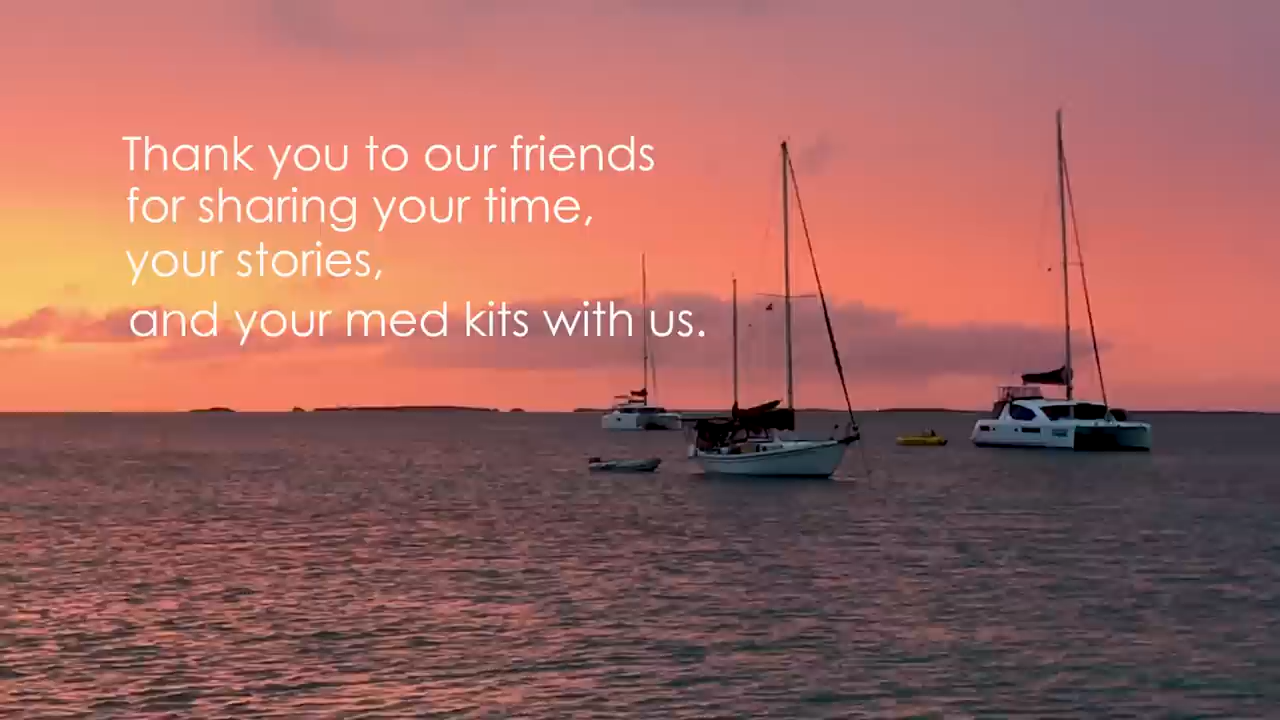 Thank you to our friends
for sharing your time,
your stories,
and your med kits with us.